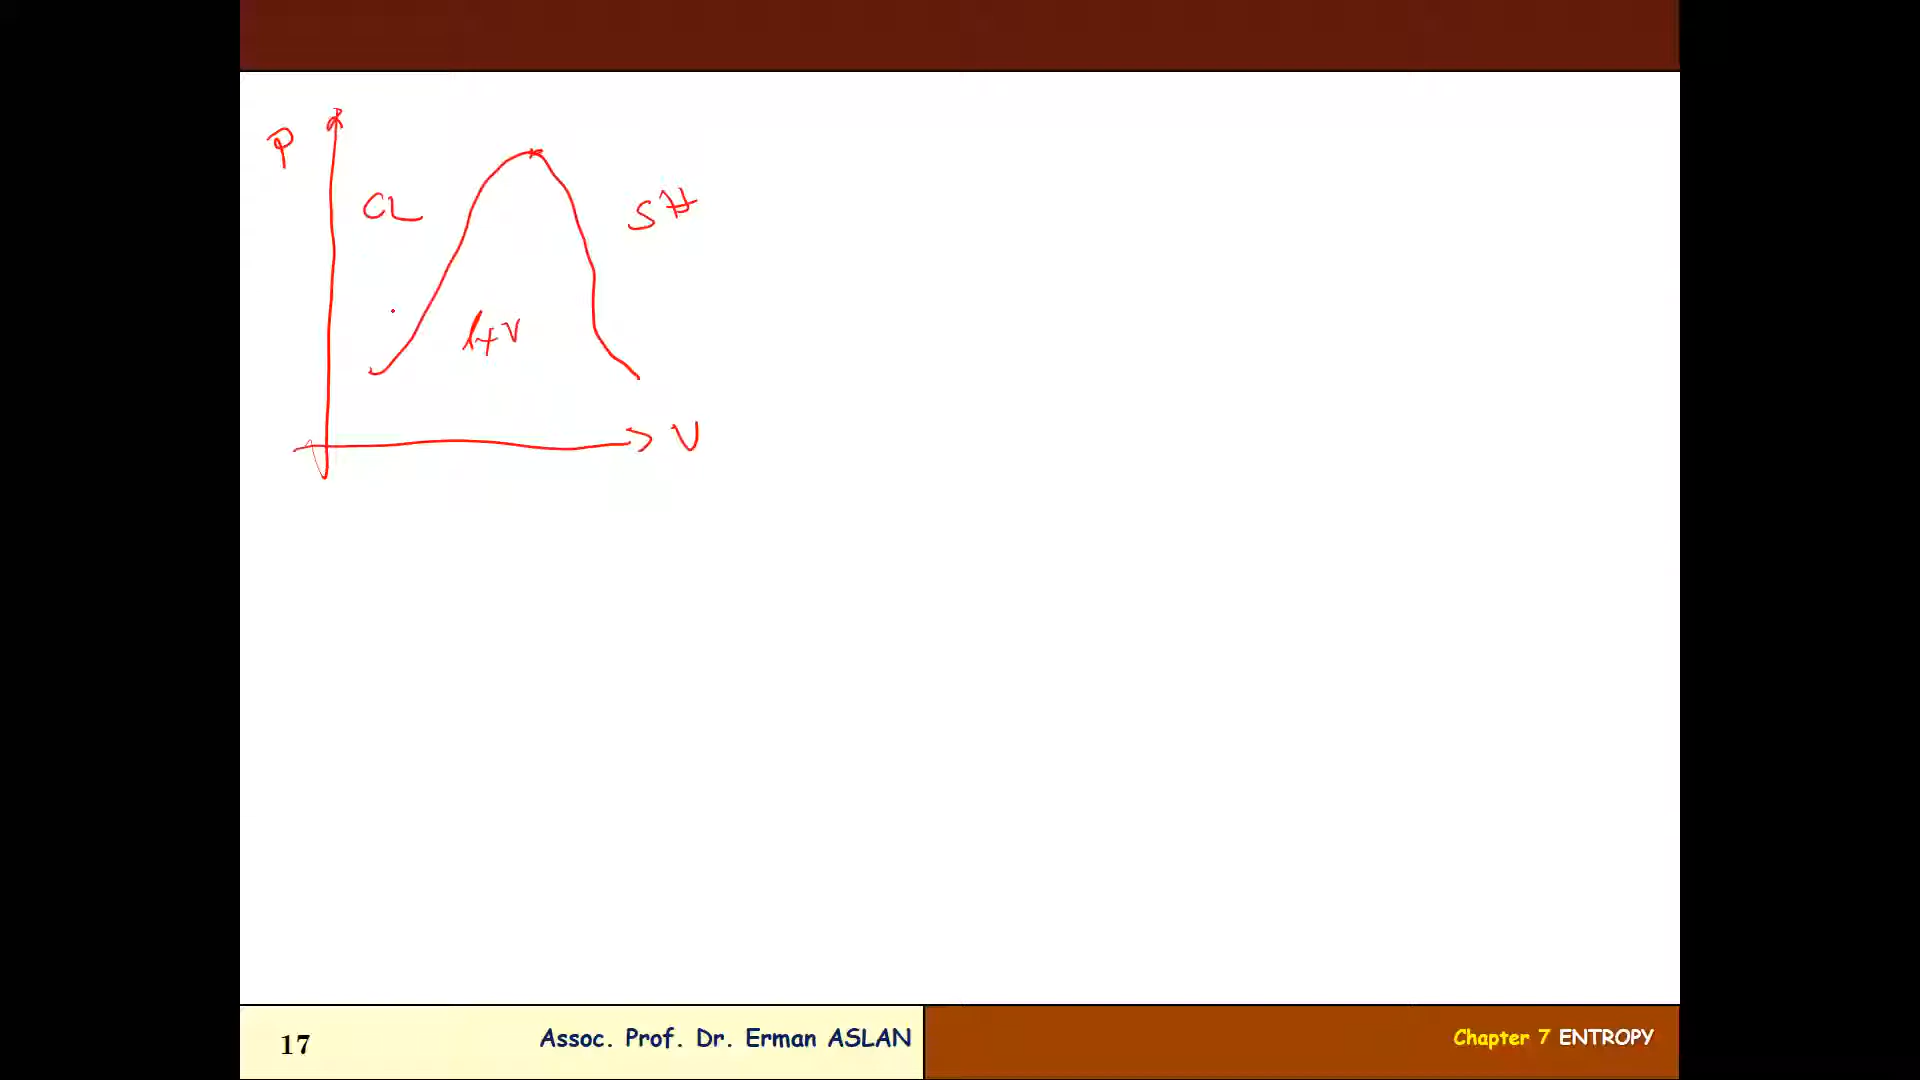 P
CL
SH
l+v
V
17
Assoc. Prof. Dr. Erman ASLAN
Chapter 7 ENTROPY